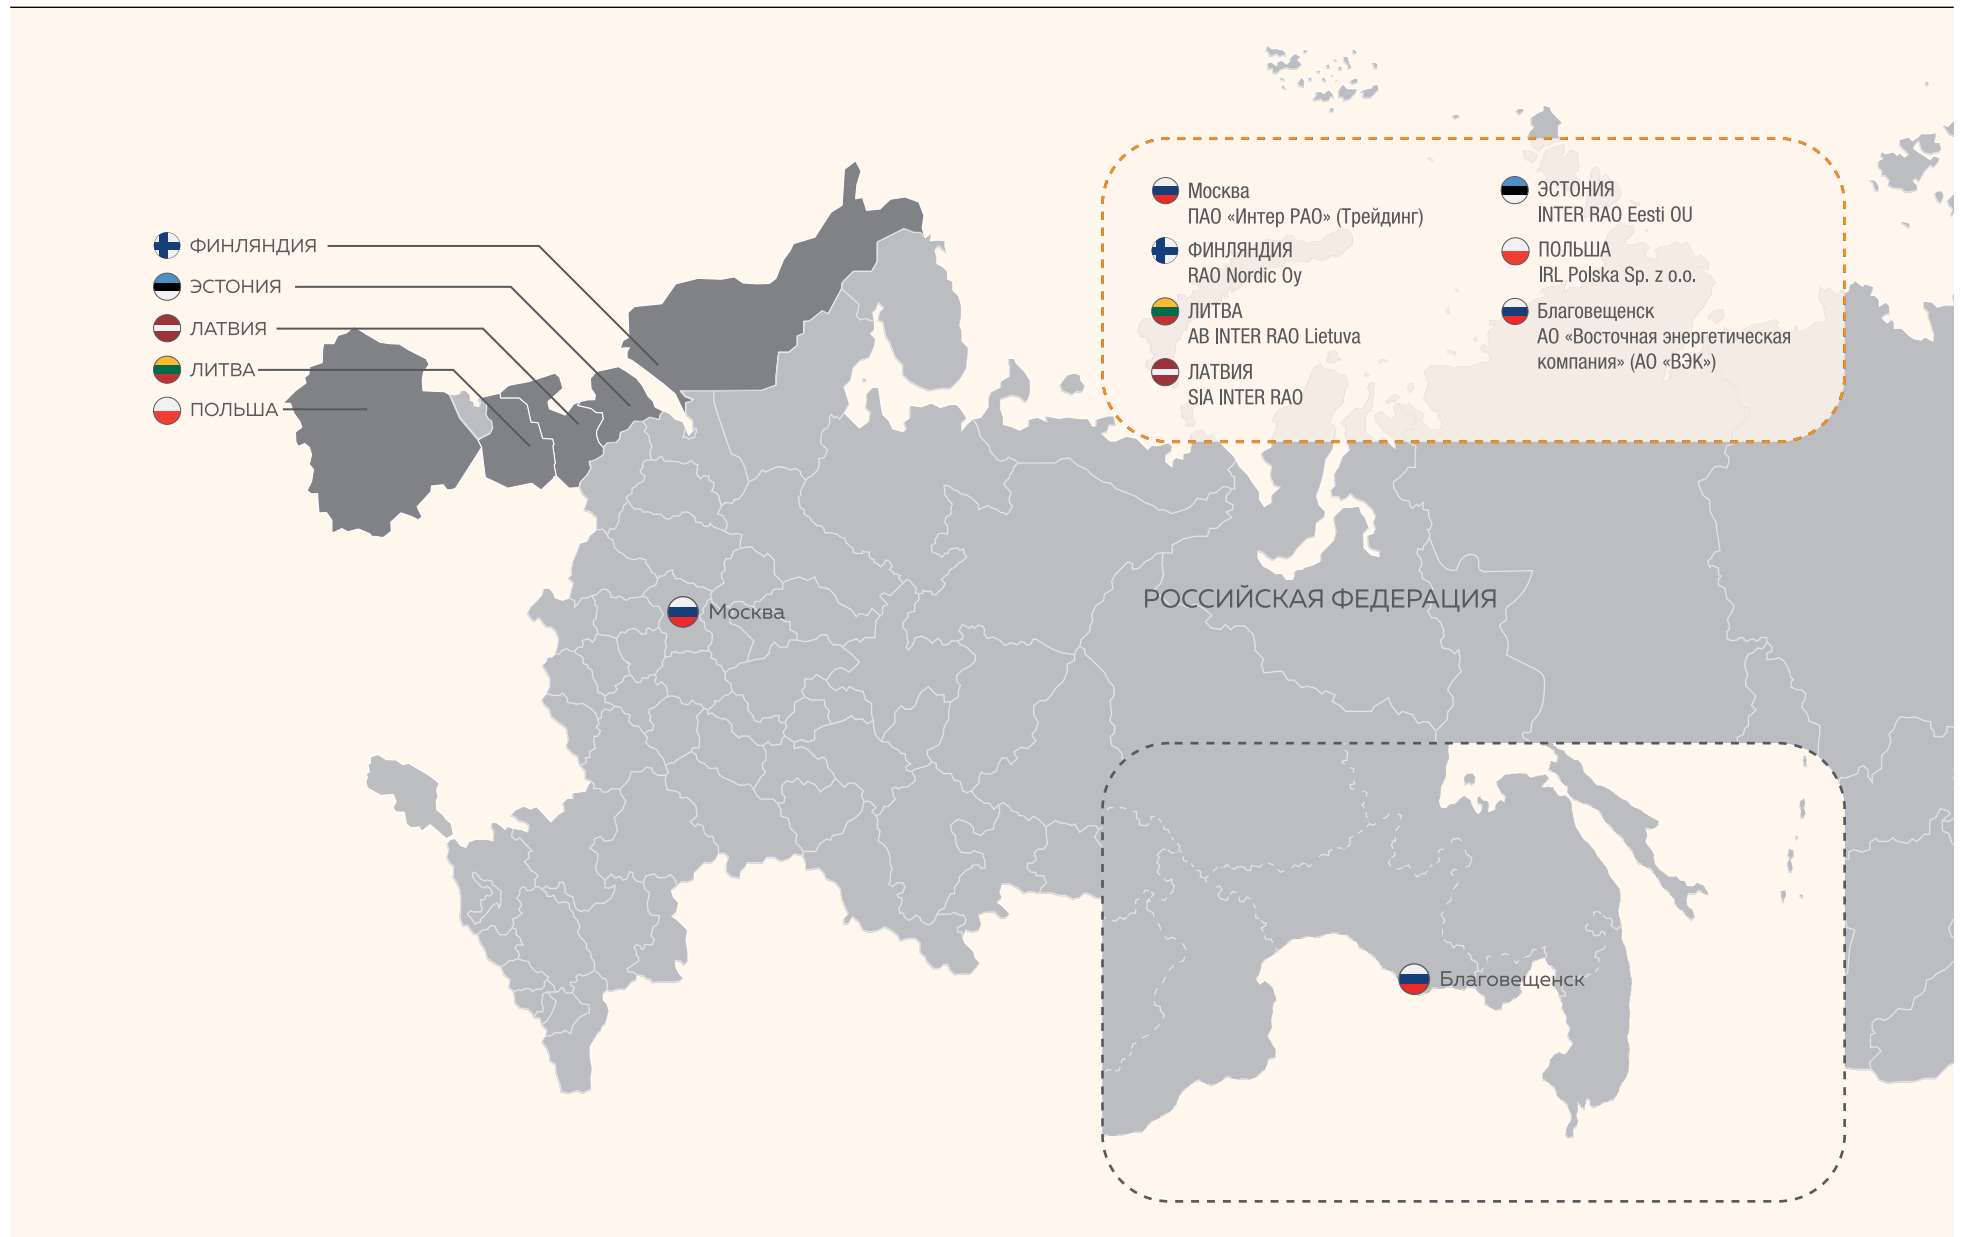 ФИНЛЯНДИЯ
ЭСТОНИЯ
ЛАТВИЯ
ЛИТВА
ПОЛЬША
Москва
ПАО «Интер РАО» (Трейдинг)
ФИНЛЯНДИЯ
RAO Nordic Oy
ЛИТВА
AB INTER RAO Lietuva
ЛАТВИЯ
SIA INTER RAO
ЭСТОНИЯ
INTER RAO Eesti OU
ПОЛЬША
IRL Polska Sp. z o.o.
Благовещенск
АО «Восточная энергетическая
компания» (АО «ВЭК»)
РОССИЙСКАЯ ФЕДЕРАЦИЯ
Москва
Благовещенск